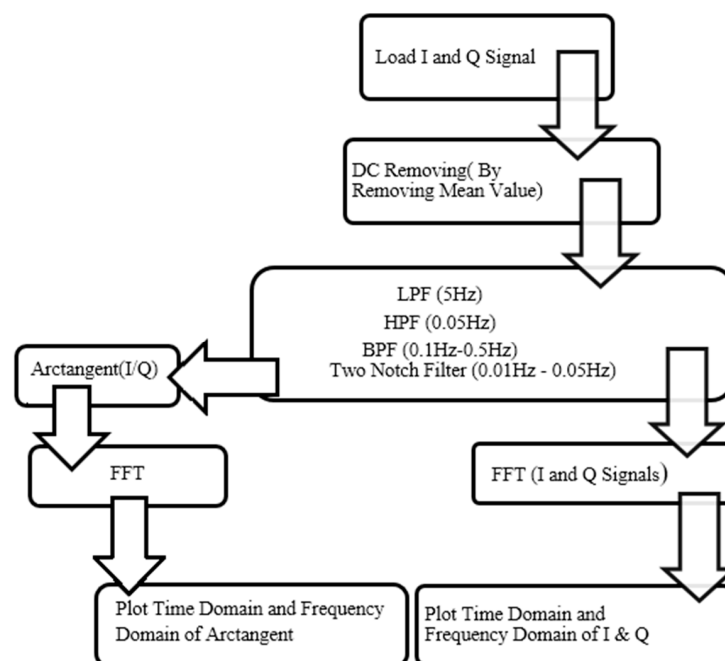 Load I and Q Signal
DC Removing( By
Removing Mean Value)
LPF (5Hz)
HPF (0.05Hz)
BPF (0.1Hz-0.5Hz)
Two Notch Filter (0.01Hz - 0.05Hz)
Arctangent(I/Q)
FFT
FFT (I and Q Signals)
Plot Time Domain and Frequency
Domain of Arctangent
Plot Time Domain and
Frequency Domain of I & Q